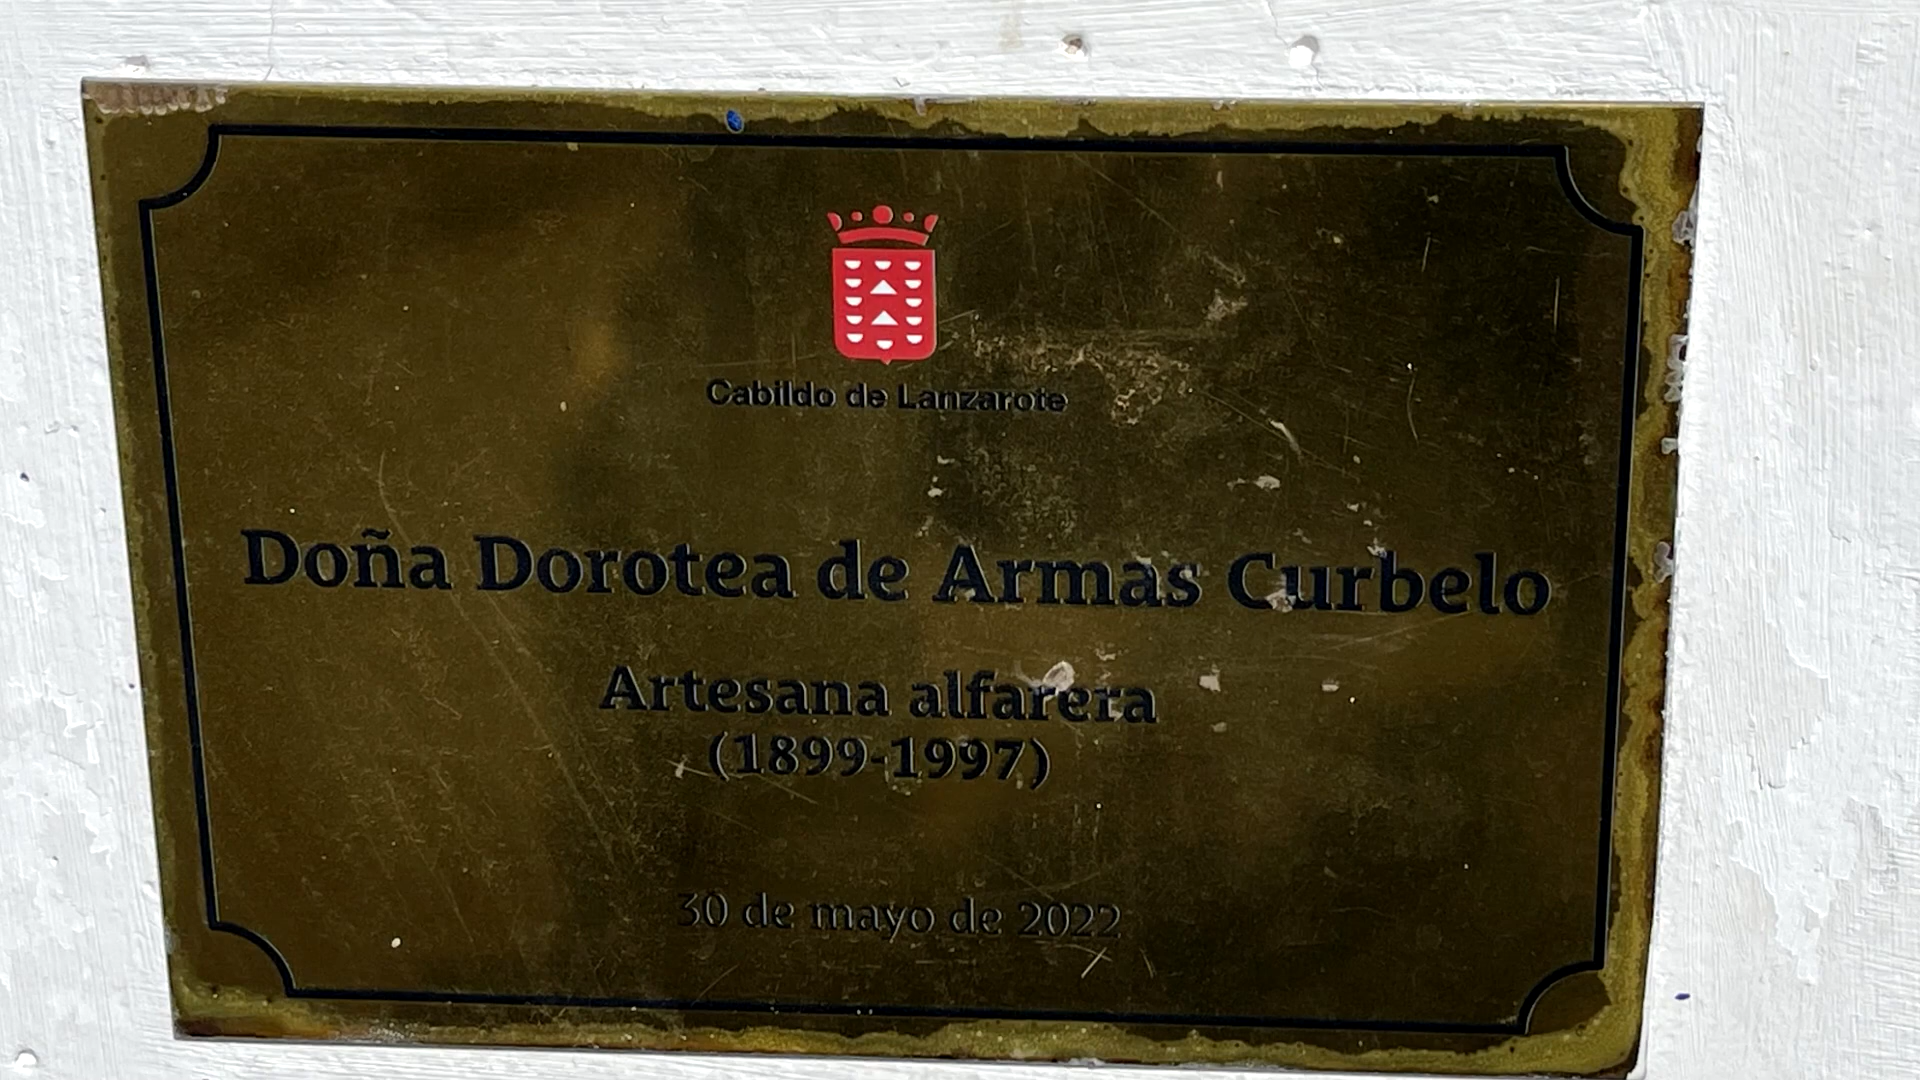 Cabildo de Lanzarote
Doña Dorotea de Armas Curbelo
Artesana alfarera
(1899-1997)
30 de mayo de 2022